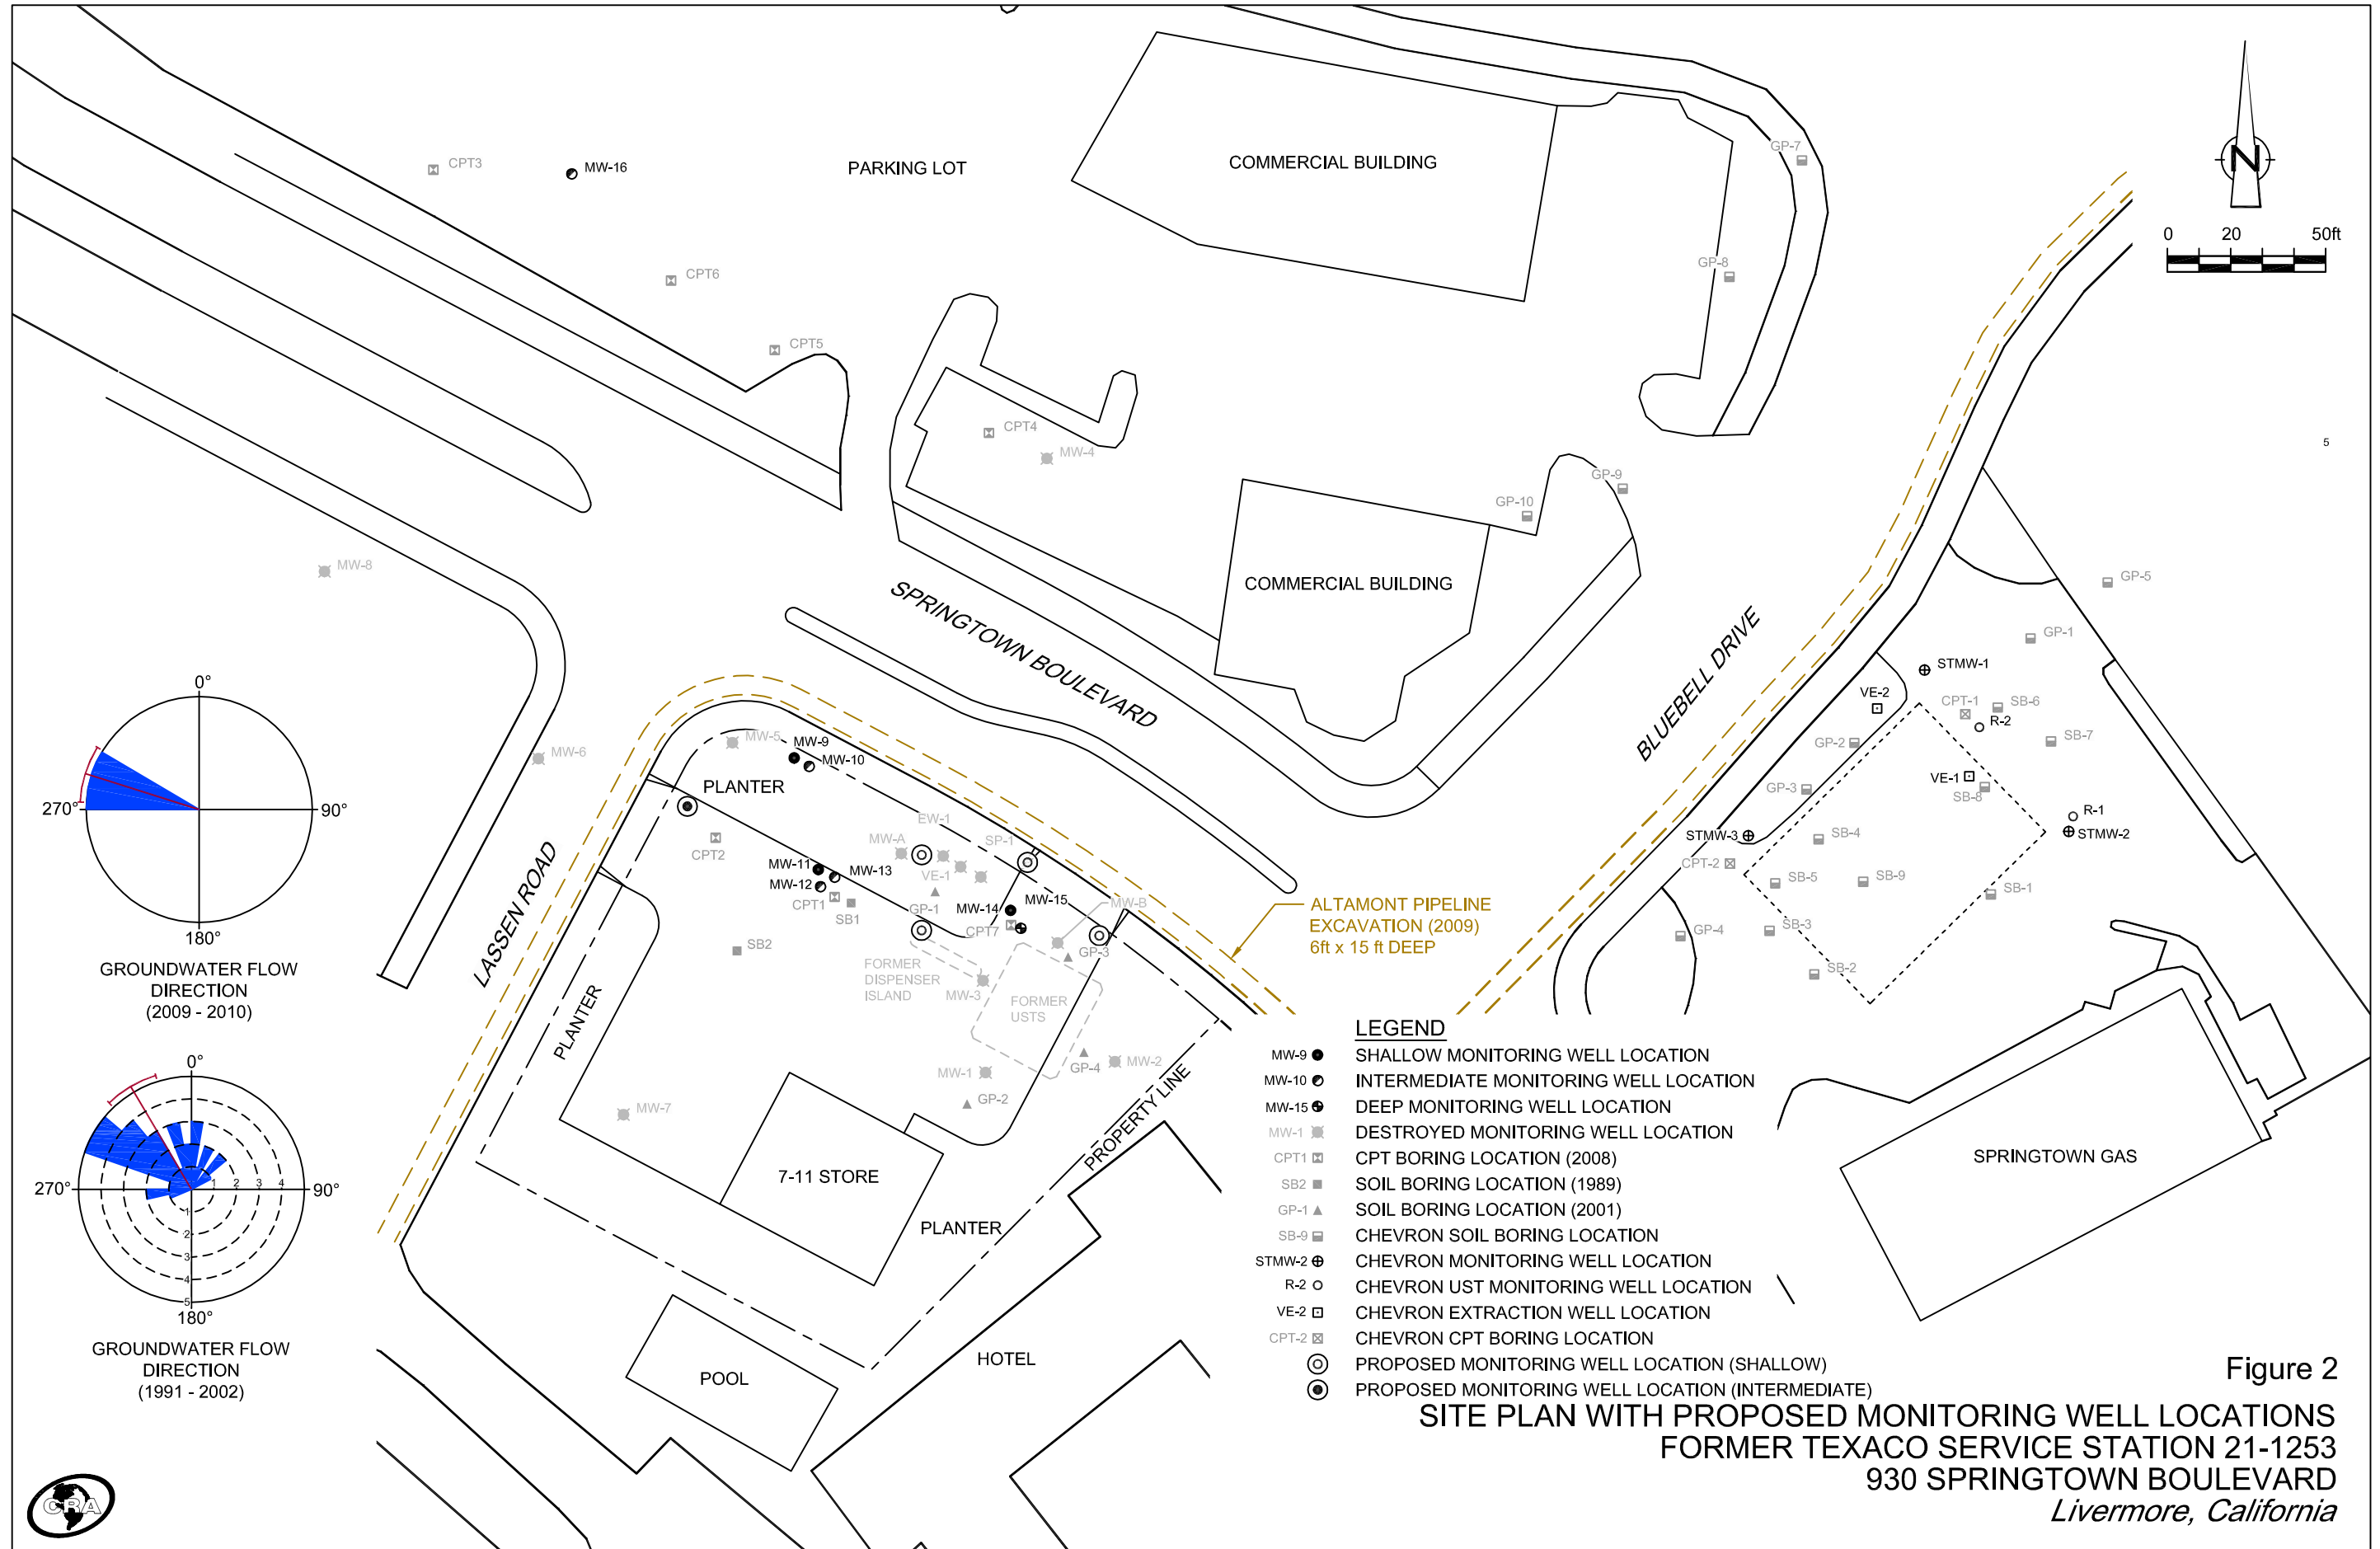 CPT3
MW-16
PARKING LOT
COMMERCIAL BUILDING
GP-7
N
0 20 50ft
CPT6
GP-8
CPT5
CPT4
MW-4
5
GP-9
GP-10
MW-8
COMMERCIAL BUILDING
SPRINGTOWN BOULEVARD
BLUEBELL DRIVE
GP-5
GP-1
STMW-1
VE-2
CPT-1
SB-6
R-2
GP-2
SB-7
VE-1
SB-8
GP-3
R-1
STMW-3
SB-4
STMW-2
CPT-2
SB-5
SB-9
SB-1
SB-3
GP-4
SB-2
0°
270°
90°
180°
GROUNDWATER FLOW
DIRECTION
(2009 - 2010)
MW-6
MW-5
MW-9
MW-10
PLANTER
EW-1
MW-A
SP-1
CPT2
MW-11
MW-13
VE-1
MW-12
CPT1
SB1
GP-1
MW-14
MW-15
MW-B
CPT7
SB2
GP-3
LASSEN ROAD
FORMER
DISPENSER
ISLAND
MW-3
FORMER
USTS
PLANTER
ALTAMONT PIPELINE
EXCAVATION (2009)
6ft x 15 ft DEEP
MW-1
GP-4
MW-2
GP-2
MW-7
PROPERTY LINE
7-11 STORE
PLANTER
POOL
HOTEL
SPRINGTOWN GAS
0°
270°
90°
1 2 3 4
1
2
3
4
5
180°
GROUNDWATER FLOW
DIRECTION
(1991 - 2002)
LEGEND
MW-9 SHALLOW MONITORING WELL LOCATION
MW-10 INTERMEDIATE MONITORING WELL LOCATION
MW-15 DEEP MONITORING WELL LOCATION
MW-1 DESTROYED MONITORING WELL LOCATION
CPT1 CPT BORING LOCATION (2008)
SB2 SOIL BORING LOCATION (1989)
GP-1 SOIL BORING LOCATION (2001)
SB-9 CHEVRON SOIL BORING LOCATION
STMW-2 CHEVRON MONITORING WELL LOCATION
R-2 CHEVRON UST MONITORING WELL LOCATION
VE-2 CHEVRON EXTRACTION WELL LOCATION
CPT-2 CHEVRON CPT BORING LOCATION
PROPOSED MONITORING WELL LOCATION (SHALLOW)
PROPOSED MONITORING WELL LOCATION (INTERMEDIATE)
Figure 2
SITE PLAN WITH PROPOSED MONITORING WELL LOCATIONS
FORMER TEXACO SERVICE STATION 21-1253
930 SPRINGTOWN BOULEVARD
Livermore, California
CRA